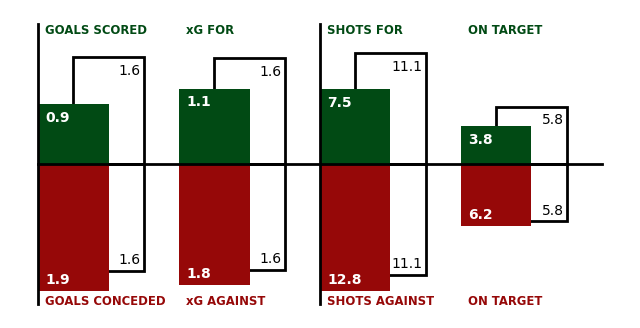 GOALS SCORED xG FOR SHOTS FOR ON TARGET
1.6 1.6 11.1
0.9 1.1 7.5 3.8 5.8
1.6 1.6 11.1 6.2 5.8
1.9 1.8 12.8
GOALS CONCEDED xG AGAINST SHOTS AGAINST ON TARGET